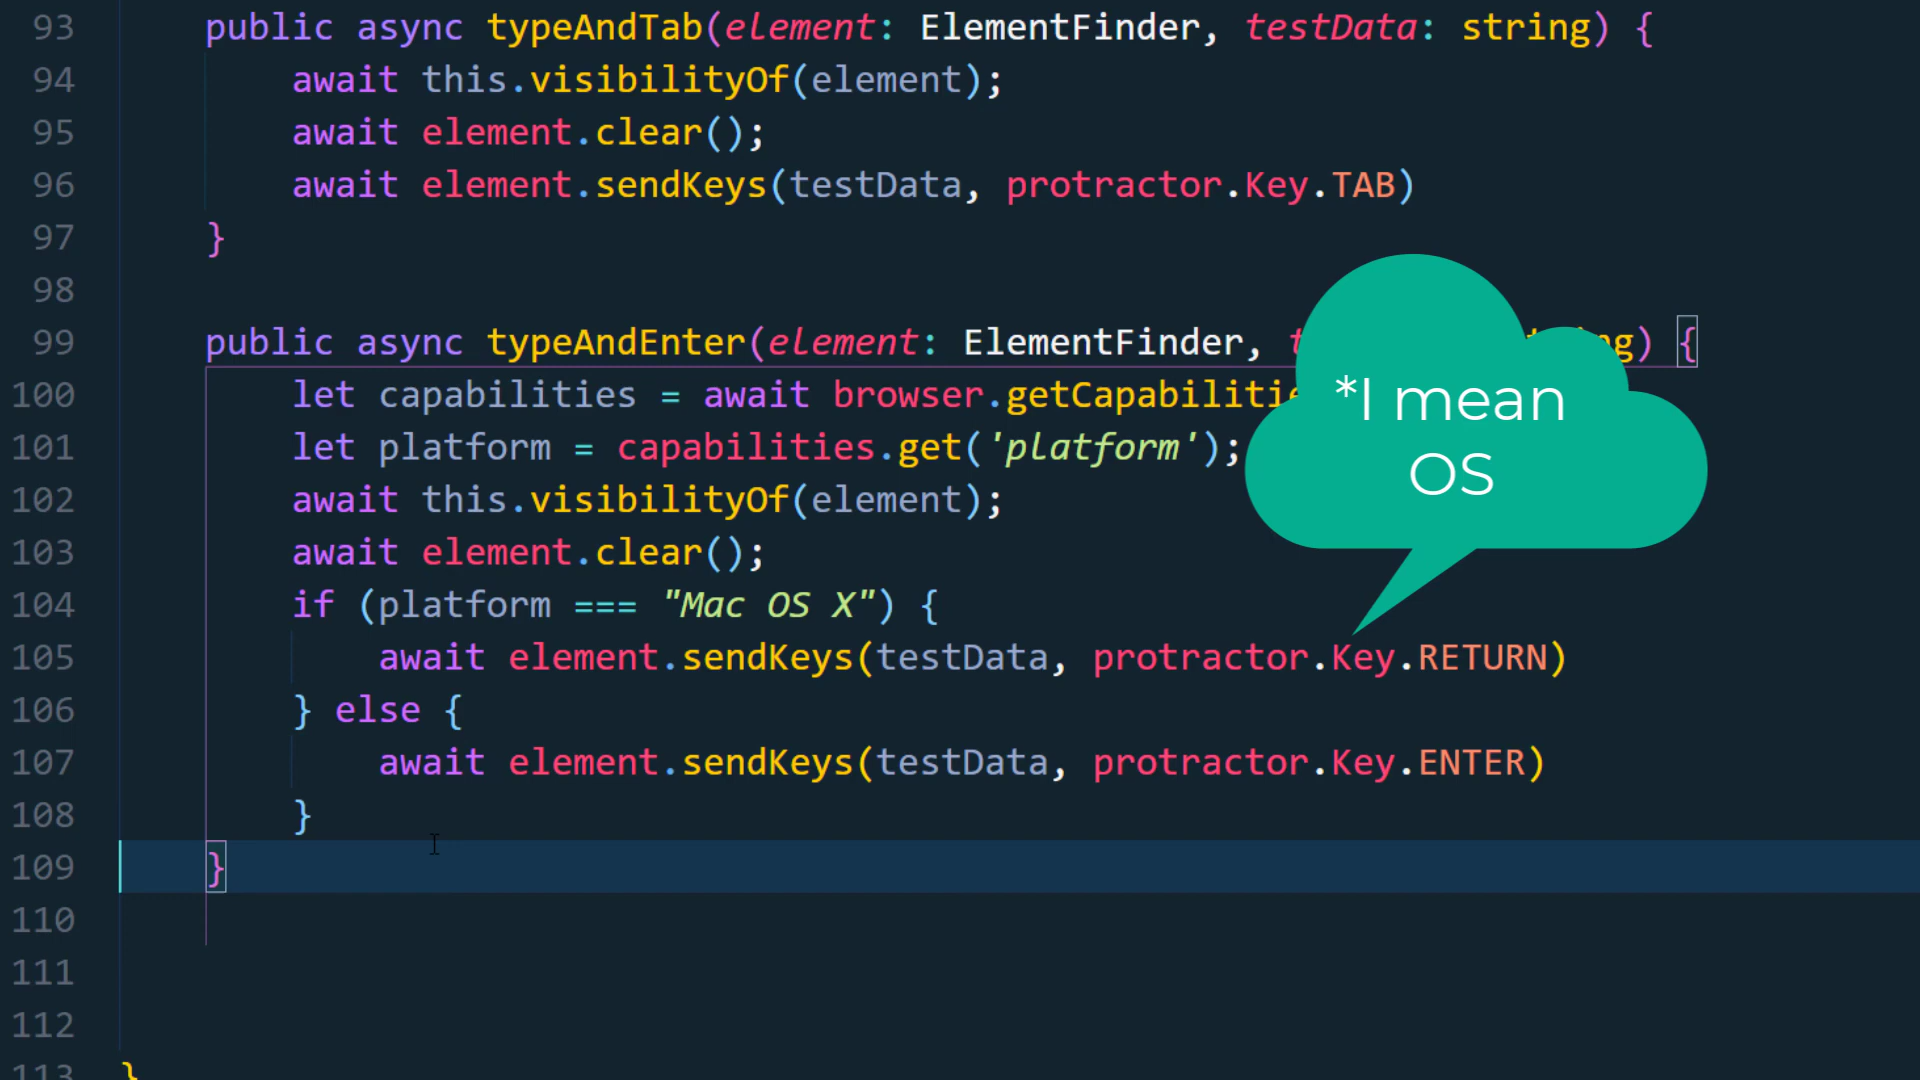 93 public async typeAndTab(element: ElementFinder, testData: string) {
94 await this.visibilityOf(element);
95 await element.clear();
96 await element.sendKeys(testData, protractor.Key.TAB)
97 }
98
99 public async typeAndEnter(element: ElementFinder, {
100 let capabilities = await browser.
101 let platform = capabilities.get('platform');
102 await this.visibilityOf(element);
103 await element.clear();
104 if (platform === "Mac OS X") {
105 await element.sendKeys(testData, protractor.Key.RETURN)
106 } else {
107 await element.sendKeys(testData, protractor.Key.ENTER)
108 }
109 }
110
111
112
113 }
*I mean
OS